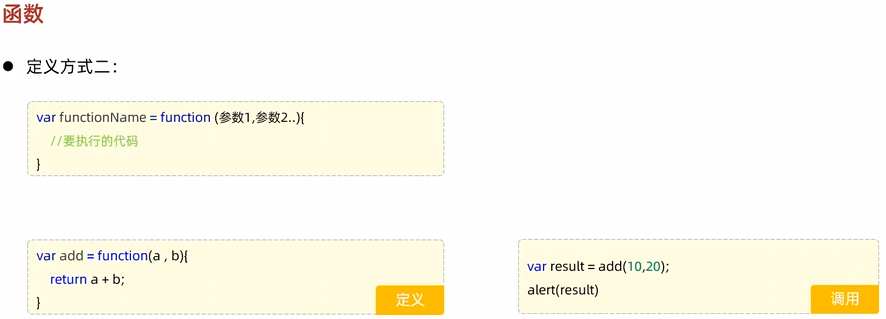 函数
● 定义方式二：
var functionName = function (参数1,参数2..){
//要执行的代码
}
var add = function(a , b){
return a + b;
}
定义
var result = add(10,20);
alert(result)
调用